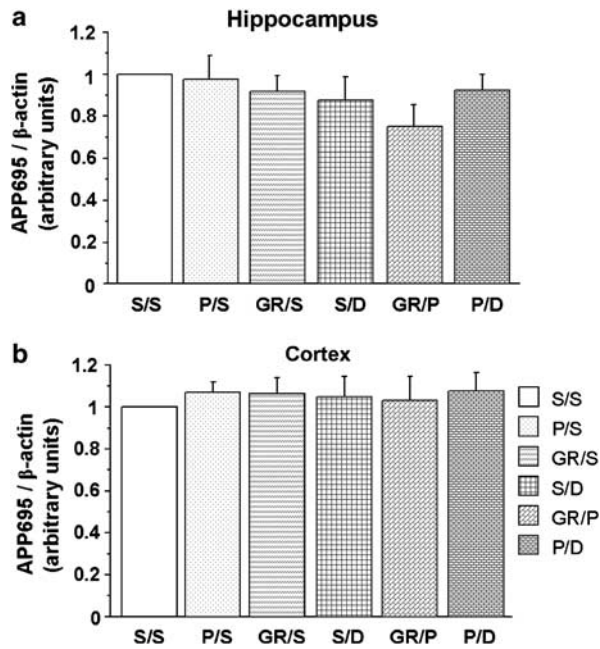 a
Hippocampus
APP695 / β-actin
(arbitrary units)
1.2
1
0.8
0.6
0.4
0.2
0
S/S P/S GR/S S/D GR/P P/D
b
Cortex
APP695 / β-actin
(arbitrary units)
1.2
1
0.8
0.6
0.4
0.2
0
S/S P/S GR/S S/D GR/P P/D
S/S
P/S
GR/S
S/D
GR/P
P/D